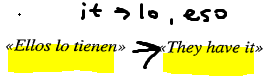 it → lo, eso
«Ellos lo tienen» → «They have it»